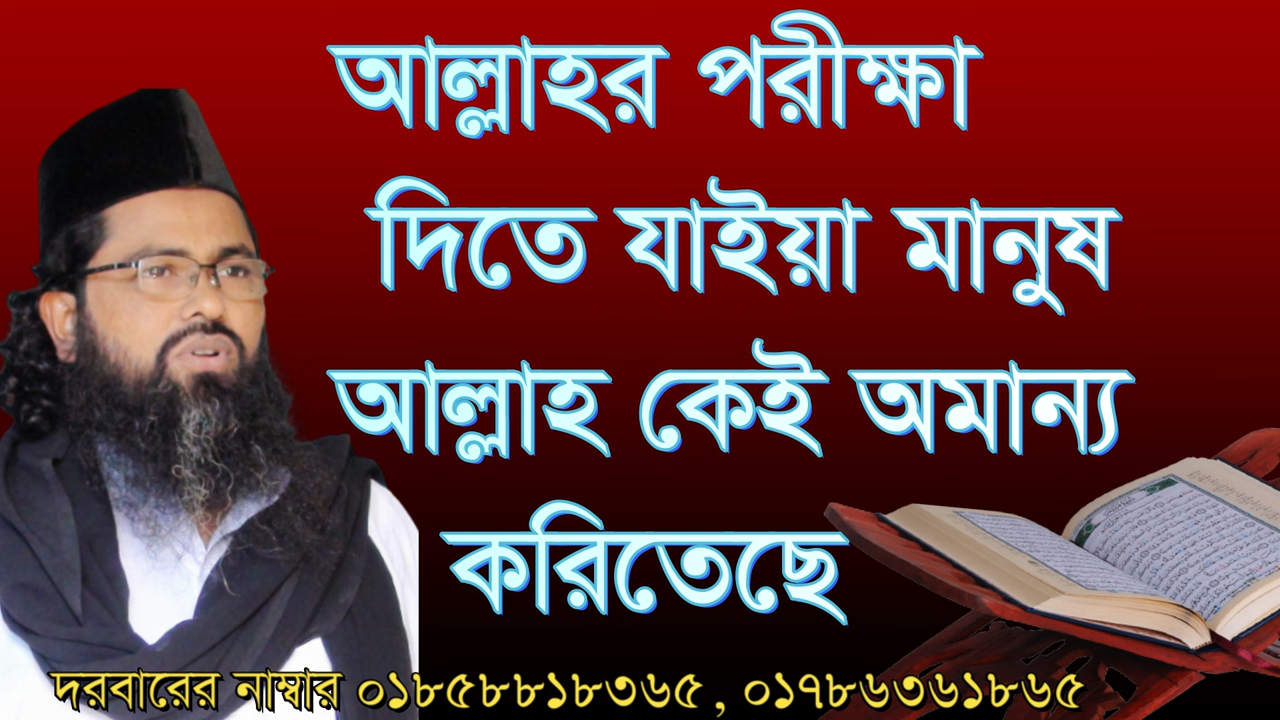 আল্লাহর পরীক্ষা
দিতে যাইয়া মানুষ
আল্লাহ কেই অমান্য
করিতেছে
দরবারের নাম্বার ০১৮৫৮৮১৮৩৬৫, ০১৭৮৬৩৬১৮৬৫